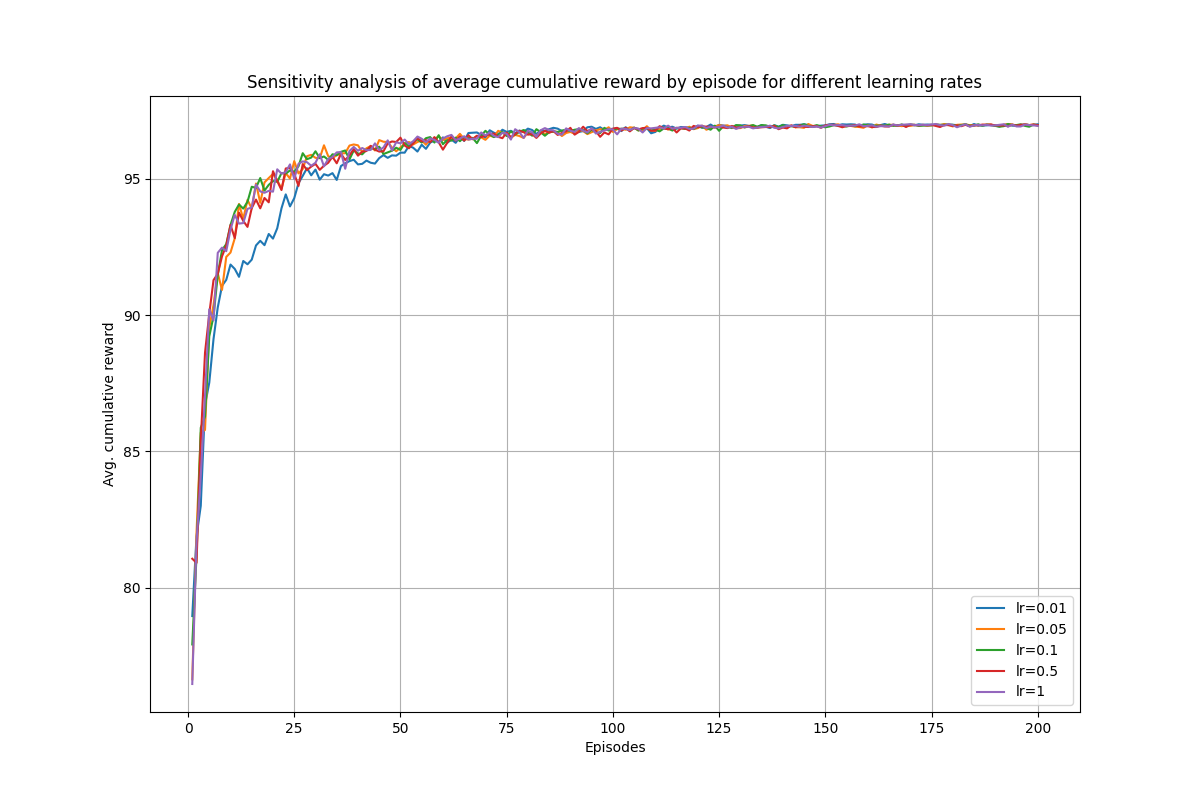 Sensitivity analysis of average cumulative reward by episode for different learning rates
95
90
85
80
Avg. cumulative reward
0 25 50 75 100 125 150 175 200
Episodes
lr=0.01
lr=0.05
lr=0.1
lr=0.5
lr=1